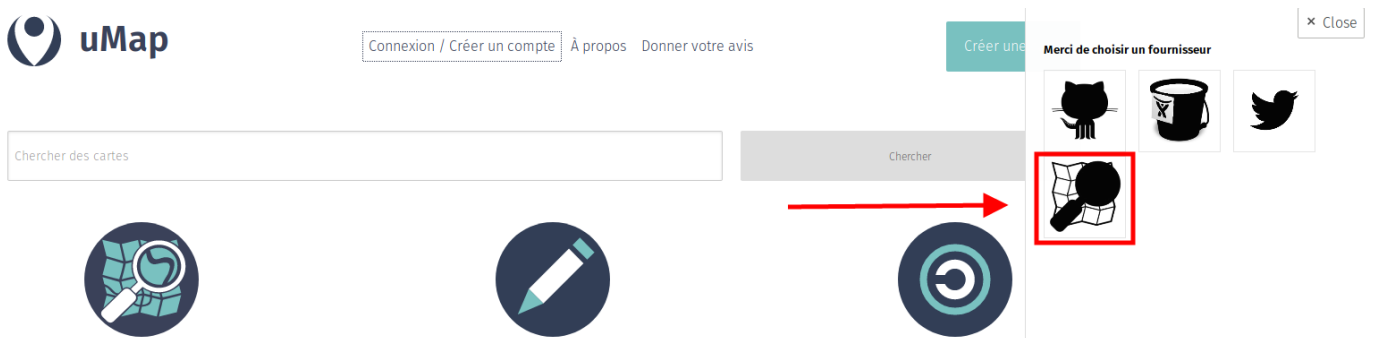 uMap
Connexion / Créer un compte À propos Donner votre avis
Créer une
× Close
Merci de choisir un fournisseur
Chercher des cartes
Chercher